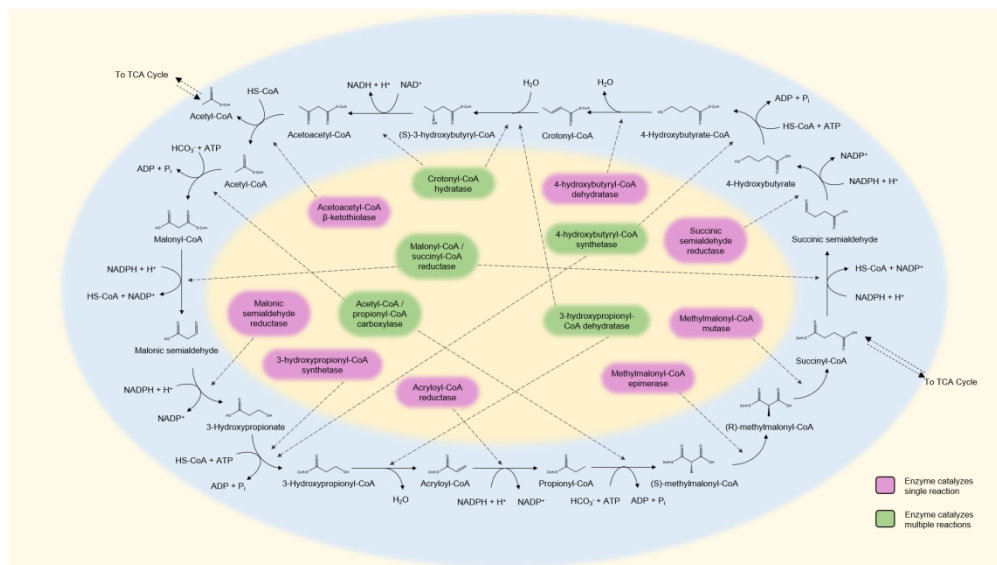 To TCA Cycle
HS-CoA
NADH + H⁺
NAD⁺
H₂O
H₂O
ADP + Pᵢ
HS-CoA + ATP
Acetyl-CoA
Acetoacetyl-CoA
(S)-3-hydroxybutyryl-CoA
Crotonyl-CoA
4-Hydroxybutyrate-CoA
HCO₃⁻ + ATP
ADP + Pᵢ
Acetyl-CoA
NADP⁺
NADPH + H⁺
4-Hydroxybutyrate
Crotonyl-CoA
hydratase
4-hydroxybutyryl-CoA
dehydratase
Acetoacetyl-CoA
β-ketothiolase
4-hydroxybutyryl-CoA
synthetase
Succinic
semialdehyde
reductase
Malonyl-CoA
Succinic semialdehyde
Malonyl-CoA /
succinyl-CoA
reductase
NADPH + H⁺
HS-CoA + NADP⁺
HS-CoA + NADP⁺
NADPH + H⁺
Malonic
semialdehyde
reductase
Acetyl-CoA /
propionyl-CoA
carboxylase
3-hydroxypropionyl-
CoA dehydratase
Methylmalonyl-CoA
mutase
Malonic semialdehyde
Succinyl-CoA
To TCA Cycle
3-hydroxypropionyl-CoA
synthetase
Acryloyl-CoA
reductase
Methylmalonyl-CoA
epimerase
NADPH + H⁺
NADP⁺
3-Hydroxypropionate
(R)-methylmalonyl-CoA
HS-CoA + ATP
ADP + Pᵢ
3-Hydroxypropionyl-CoA
H₂O
Acryloyl-CoA
NADPH + H⁺
NADP⁺
Propionyl-CoA
HCO₃⁻ + ATP
ADP + Pᵢ
(S)-methylmalonyl-CoA
Enzyme catalyzes
single reaction
Enzyme catalyzes
multiple reactions